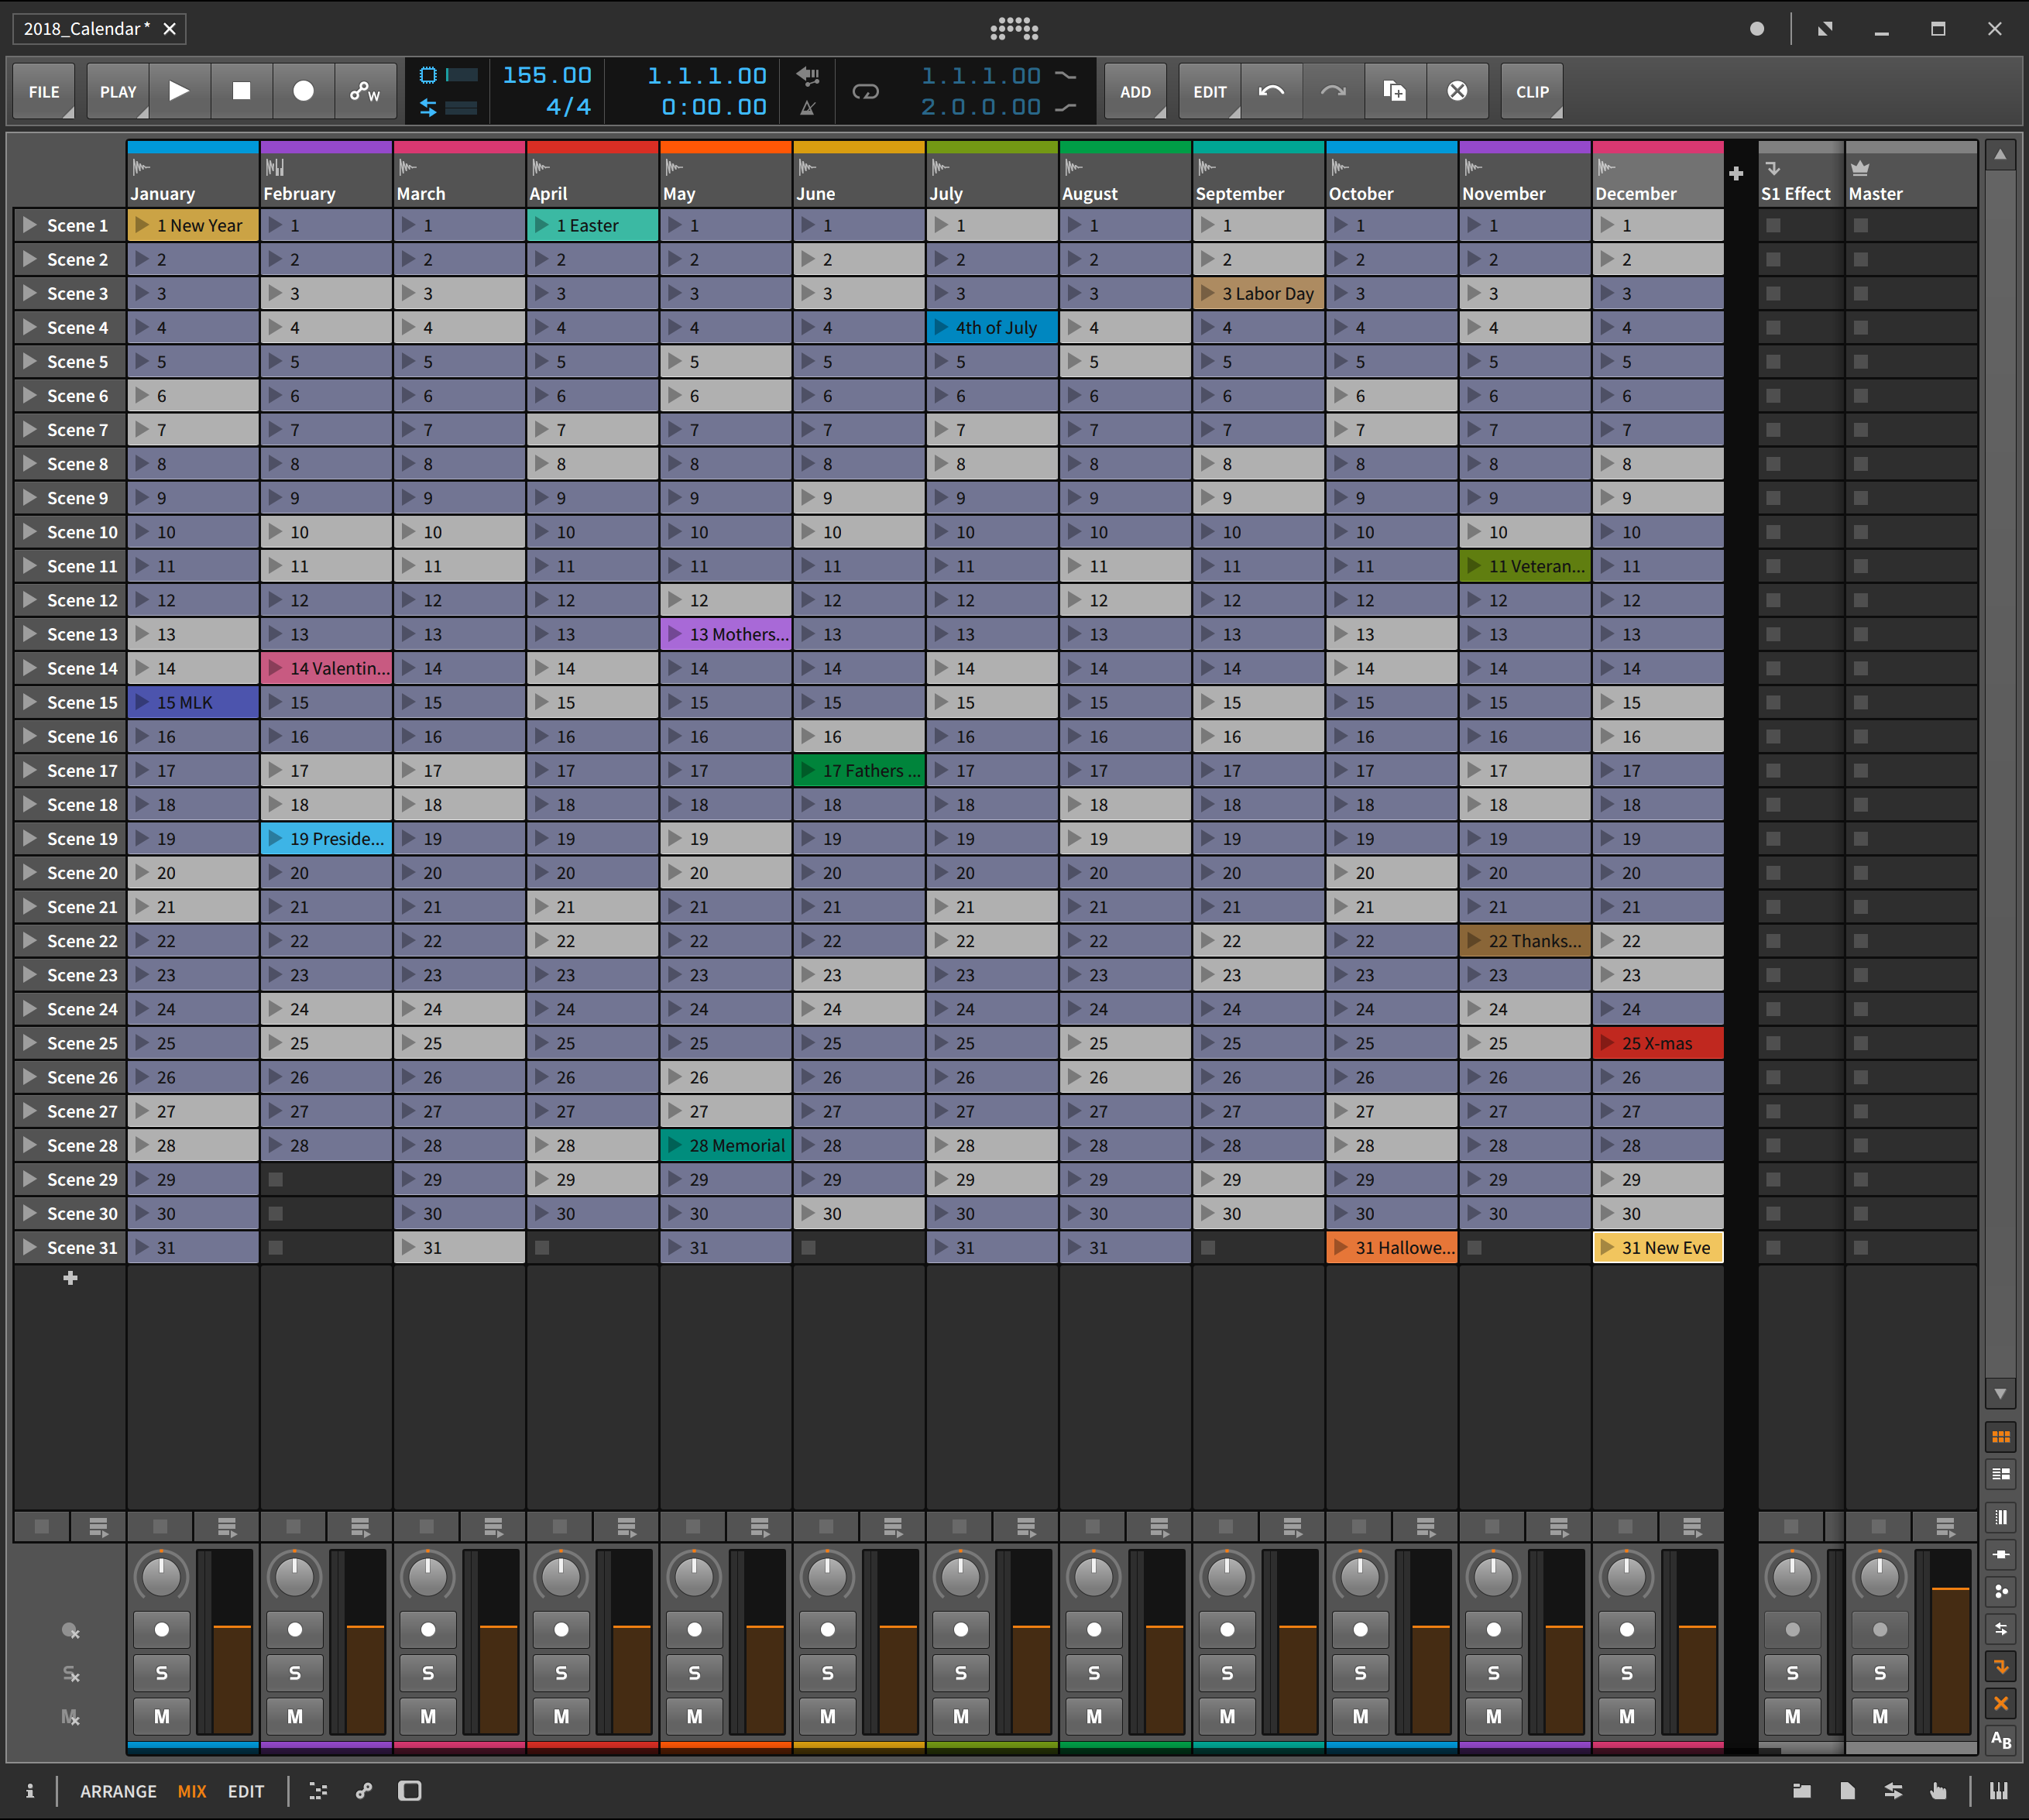 2018_Calendar *
FILE PLAY W 155.00 1.1.1.00 1.1.1.00 ADD EDIT CLIP
4/4 0:00.00 2.0.0.00
January February March April May June July August September October November December S1 Effect Master
Scene 1 1 New Year 1 1 1 Easter 1 1 1 1 1 1 1 1
Scene 2 2 2 2 2 2 2 2 2 2 2 2 2
Scene 3 3 3 3 3 3 3 3 3 3 Labor Day 3 3 3
Scene 4 4 4 4 4 4 4 4th of July 4 4 4 4 4
Scene 5 5 5 5 5 5 5 5 5 5 5 5 5
Scene 6 6 6 6 6 6 6 6 6 6 6 6 6
Scene 7 7 7 7 7 7 7 7 7 7 7 7 7
Scene 8 8 8 8 8 8 8 8 8 8 8 8 8
Scene 9 9 9 9 9 9 9 9 9 9 9 9 9
Scene 10 10 10 10 10 10 10 10 10 10 10 10 10
Scene 11 11 11 11 11 11 11 11 11 11 11 11 Veteran... 11
Scene 12 12 12 12 12 12 12 12 12 12 12 12 12
Scene 13 13 13 13 13 13 Mothers... 13 13 13 13 13 13 13
Scene 14 14 14 Valentin... 14 14 14 14 14 14 14 14 14 14
Scene 15 15 MLK 15 15 15 15 15 15 15 15 15 15 15
Scene 16 16 16 16 16 16 16 16 16 16 16 16 16
Scene 17 17 17 17 17 17 17 Fathers ... 17 17 17 17 17 17
Scene 18 18 18 18 18 18 18 18 18 18 18 18 18
Scene 19 19 19 Preside... 19 19 19 19 19 19 19 19 19 19
Scene 20 20 20 20 20 20 20 20 20 20 20 20 20
Scene 21 21 21 21 21 21 21 21 21 21 21 21 21
Scene 22 22 22 22 22 22 22 22 22 22 22 22 Thanks... 22
Scene 23 23 23 23 23 23 23 23 23 23 23 23 23
Scene 24 24 24 24 24 24 24 24 24 24 24 24 24
Scene 25 25 25 25 25 25 25 25 25 25 25 25 25 X-mas
Scene 26 26 26 26 26 26 26 26 26 26 26 26 26
Scene 27 27 27 27 27 27 27 27 27 27 27 27 27
Scene 28 28 28 28 28 28 Memorial 28 28 28 28 28 28 28
Scene 29 29 29 29 29 29 29 29 29 29 29 29
Scene 30 30 30 30 30 30 30 30 30 30 30 30
Scene 31 31 31 31 31 31 31 Hallowe... 31 New Eve
S S S S S S S S S S S S S S S
M M M M M M M M M M M M M M M
AB
i ARRANGE MIX EDIT